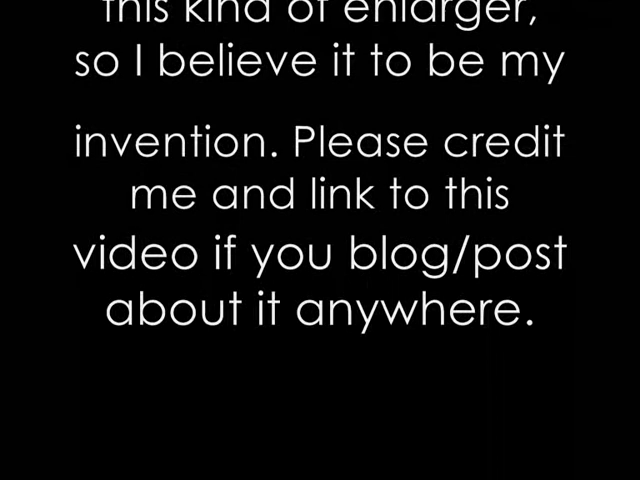 this kind of enlarger,
so I believe it to be my
invention. Please credit
me and link to this
video if you blog/post
about it anywhere.